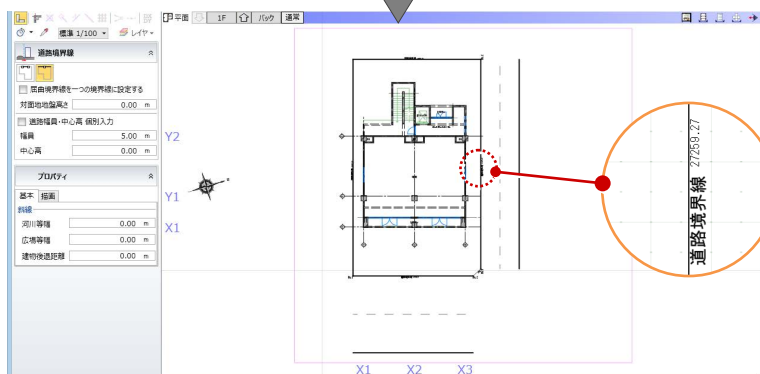 平面
1F
バック
通常
標準 1/100
レイヤ
道路境界線
屈曲境界線を一つの境界線に設定する
対面地地盤高さ 0.00 m
道路幅員・中心高 個別入力
幅員 5.00 m
中心高 0.00 m
プロパティ
基本 描画
斜線
河川等幅 0.00 m
広場等幅 0.00 m
建物後退距離 0.00 m
Y2
Y1
X1
X1 X2 X3
道路境界線 27259.27